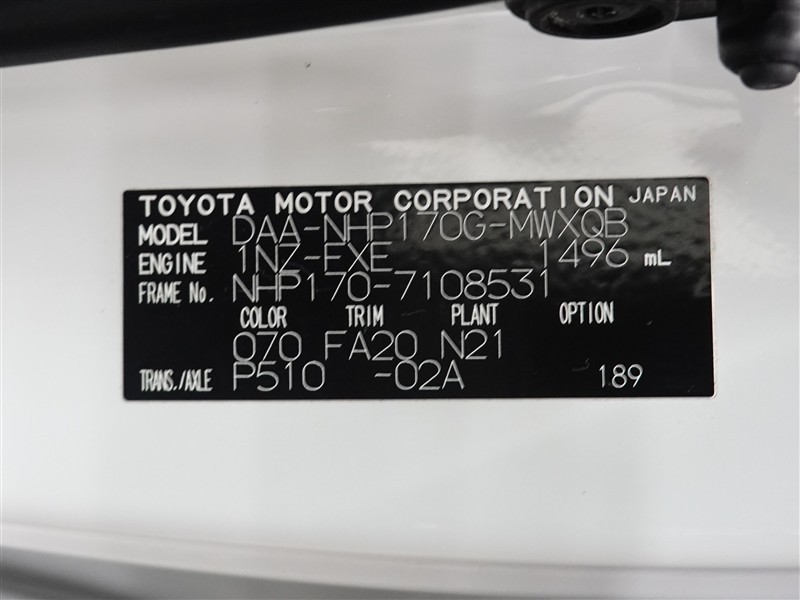 TOYOTA MOTOR CORPORATION JAPAN
MODEL DAA-NHP170G-MWXQB
ENGINE 1NZ-FXE 1496 mL
FRAME No. NHP170-7108531
COLOR TRIM PLANT OPTION
070 FA20 N21
TRANS./AXLE P510 -02A 189